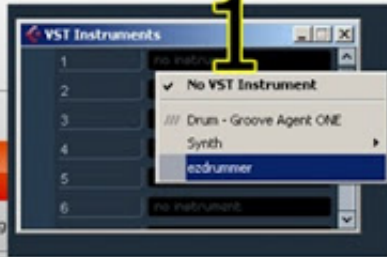 1
VST Instruments
1
no instrument
No VST Instrument
2
3
Drum - Groove Agent ONE
4
Synth
ezdrummer
5
6
no instrument